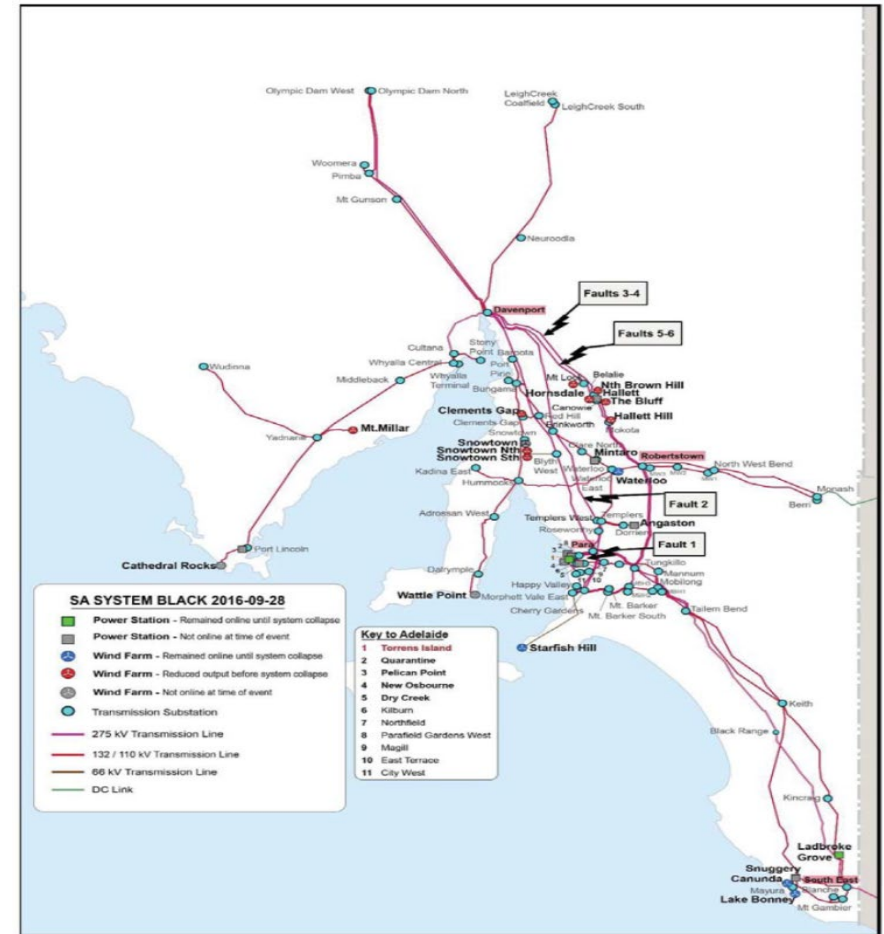 Olympic Dam West
Olympic Dam North
LeighCreek
Coalfield
LeighCreek South
Woomera
Pimba
Mt Gunson
Neuroodla
Faults 3-4
Davenport
Faults 5-6
Cultana
Stony
Point
Baroota
Whyalla Central
Port
Pirie
Whyalla
Terminal
Bungama
Wudinna
Middleback
Mt Lock
Belalie
Nth Brown Hill
Hornsdale
Hallett
The Bluff
Canowie
Clements Gap
Red Hill
Hallett Hill
Clements Gap
Brinkworth
Mokota
Mt.Millar
Yadnarie
Snowtown
Snowtown
Clare North
Mintaro
Robertstown
Snowtown Nth
Snowtown Sth
Blyth
West
Waterloo
North West Bend
Kadina East
Waterloo
East
Waterloo
Hummocks
Monash
Berri
Fault 2
Adrossan West
Templers West
Templers
Angaston
Roseworthy
Dorrien
Fault 1
Port Lincoln
Para
Cathedral Rocks
Tungkillo
Dalrymple
Happy Valley
Mannum
Mobilong
Wattle Point
Morphett Vale East
Mt. Barker
Tailem Bend
Cherry Gardens
Mt. Barker South
SA SYSTEM BLACK 2016-09-28
Power Station - Remained online until system collapse
Power Station - Not online at time of event
Wind Farm - Remained online until system collapse
Wind Farm - Reduced output before system collapse
Wind Farm - Not online at time of event
Transmission Substation
275 kV Transmission Line
132 / 110 kV Transmission Line
66 kV Transmission Line
DC Link
Key to Adelaide
1 Torrens Island
2 Quarantine
3 Pelican Point
4 New Osbourne
5 Dry Creek
6 Kilburn
7 Northfield
8 Parafield Gardens West
9 Magill
10 East Terrace
11 City West
Starfish Hill
Keith
Black Range
Kincraig
Ladbroke
Grove
Snuggery
Canunda
South East
Mayura
Blanche
Lake Bonney
Mt Gambier